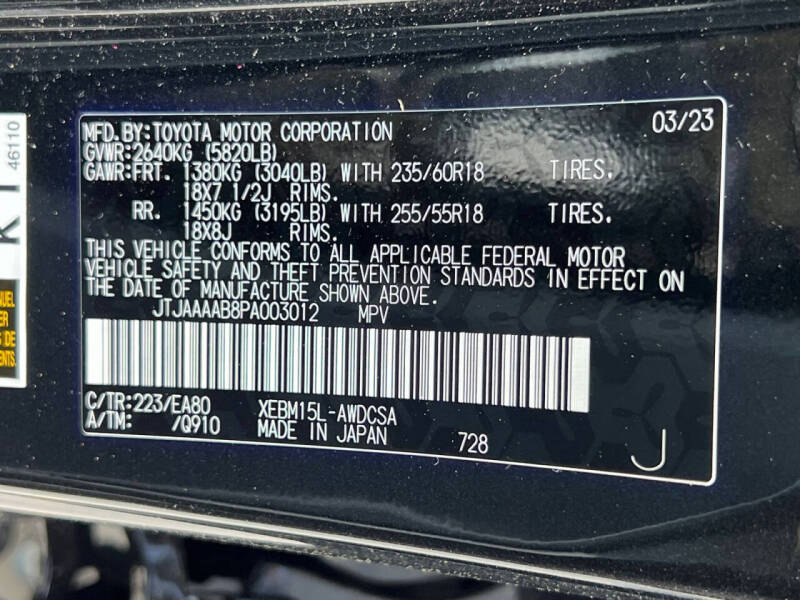 MFD.BY:TOYOTA MOTOR CORPORATION 03/23
GVWR:2640KG (5820LB)
GAWR:FRT. 1380KG (3040LB) WITH 235/60R18 TIRES,
18X7 1/2J RIMS.
RR. 1450KG (3195LB) WITH 255/55R18 TIRES,
18X8J RIMS.
THIS VEHICLE CONFORMS TO ALL APPLICABLE FEDERAL MOTOR
VEHICLE SAFETY AND THEFT PREVENTION STANDARDS IN EFFECT ON
THE DATE OF MANUFACTURE SHOWN ABOVE.
JTJAAAAB8PA003012 MPV
C/TR:223/EA80 XEBM15L-AWDCSA
A/TM: /Q910 MADE IN JAPAN 728 J
46110